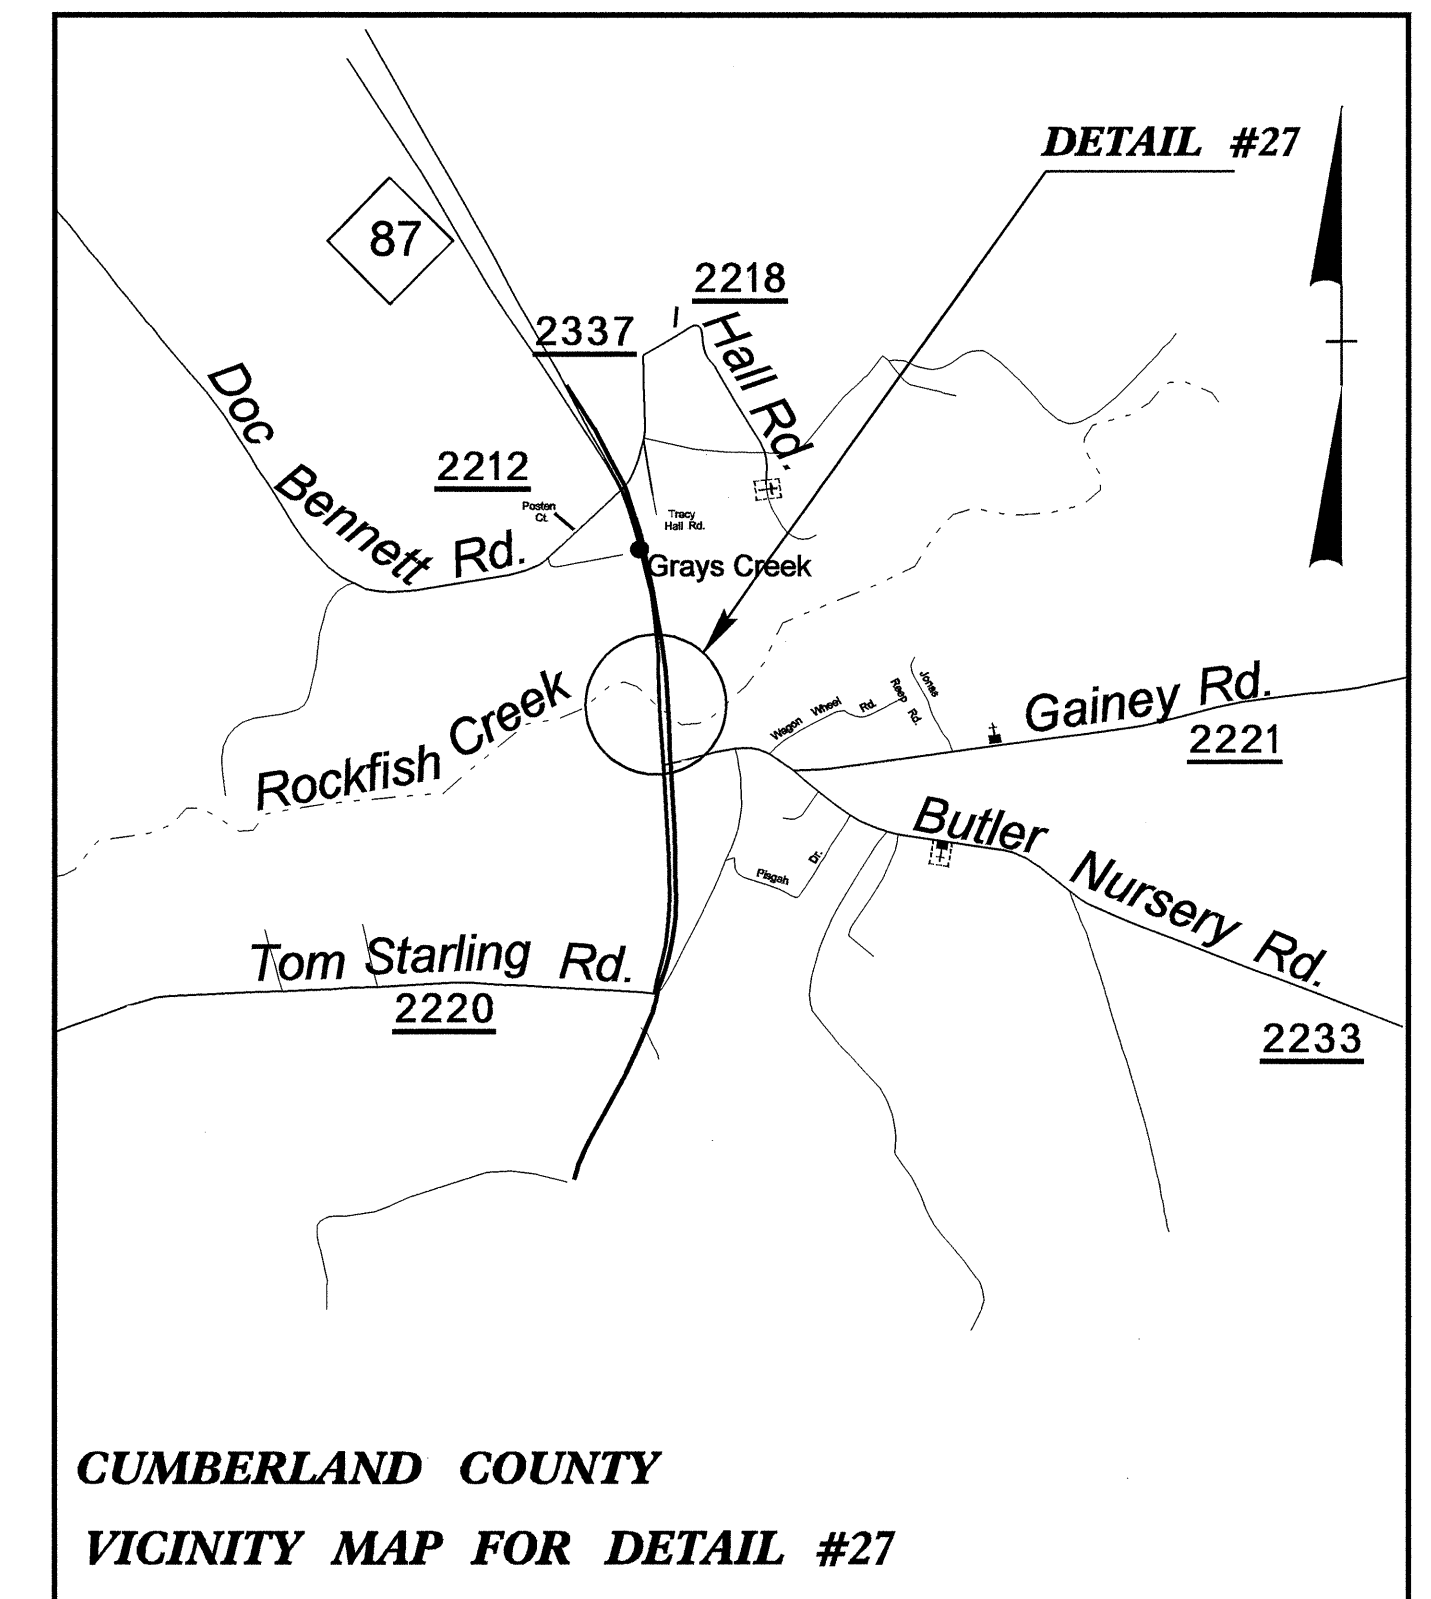 DETAIL #27
87
2218
2337
Hall Rd.
Doc Bennett Rd.
2212
Posten
Ct.
Tracy
Hall Rd.
Grays Creek
Rockfish Creek
Wagon Wheel Rd.
Jones
Reep Rd.
Gainey Rd.
2221
Butler Nursery Rd.
Pisgah Dr.
Tom Starling Rd.
2220
2233
CUMBERLAND COUNTY
VICINITY MAP FOR DETAIL #27